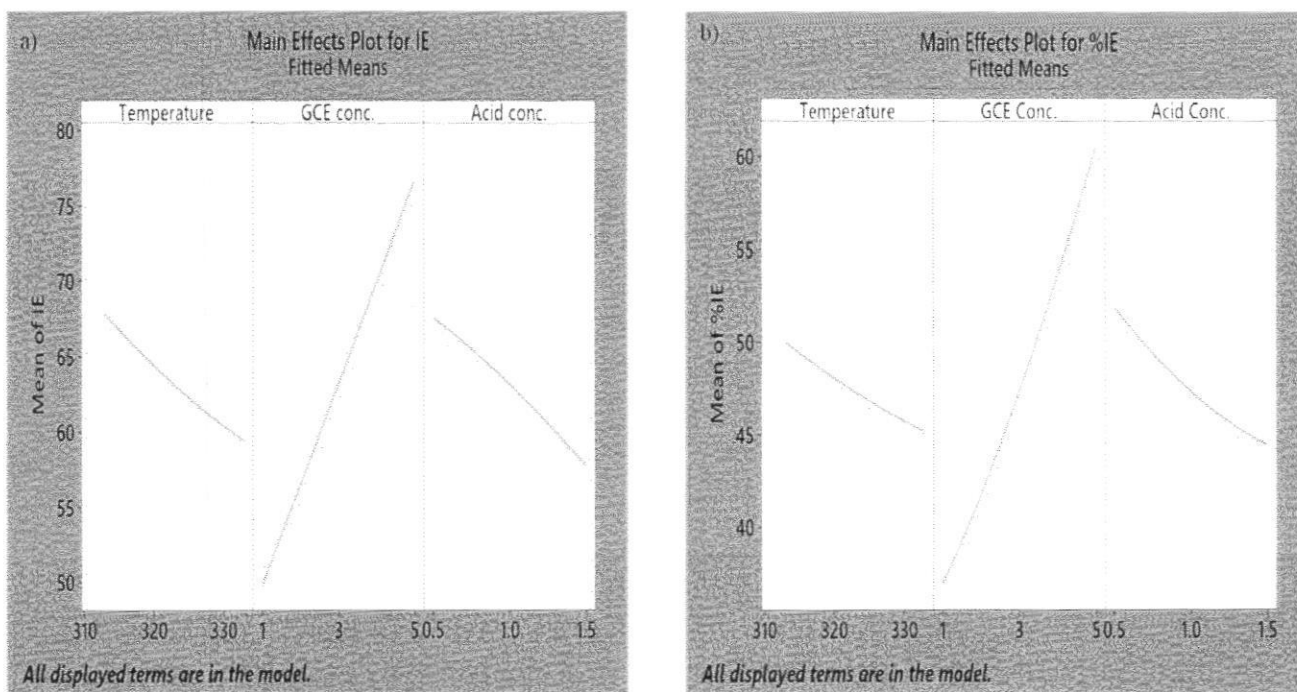 a)
Main Effects Plot for IE
Fitted Means
Temperature GCE conc. Acid conc.
80
75
70
65
60
55
50
Mean of IE
310 320 330 1 3 5 0.5 1.0 1.5
All displayed terms are in the model.
b)
Main Effects Plot for %IE
Fitted Means
Temperature GCE Conc. Acid Conc.
60
55
50
45
40
Mean of %IE
310 320 330 1 3 5 0.5 1.0 1.5
All displayed terms are in the model.